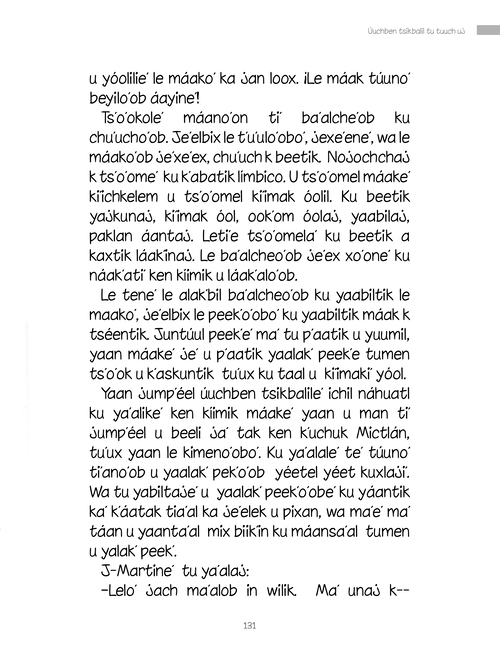 Úuchben tsikbalil tu tuuch uj
u yóolilie' le máako' ka jan loox. ¡Le máak túuno'
beyilo'ob áayine'!
Ts'o'okole' máano'on ti' ba'alche'ob ku
chu'ucho'ob. Je'elbix le t'u'ulo'obo', jexe'ene', wa le
máako'ob je'xe'ex, chu'uch k beetik. Nojochchaj
k ts'o'ome' ku k'abatik límbico. U ts'o'omel máake'
ki'ichkelem u ts'o'omel ki'imak óolil. Ku beetik
yajkunaj, ki'imak óol, ook'om óolaj, yaabilaj,
paklan áantaj. Leti'e ts'o'omela' ku beetik a
kaxtik láak'inaj. Le ba'alcheo'ob je'ex xo'one' ku
náak'ati' ken kíimik u láak'alo'ob.
Le tene' le alak'bil ba'alcheo'ob ku yaabiltik le
maako', je'elbix le peek'o'obo' ku yaabiltik máak k
tséentik. Juntúul peek'e' ma' tu p'aatik u yuumil,
yaan máake' je' u p'aatik yaalak' peek'e tumen
ts'o'ok u k'askuntik tu'ux ku taal u ki'imaki' yóol.
Yaan jump'éel úuchben tsikbalile' ichil náhuatl
ku ya'alike' ken kíimik máake' yaan u man ti'
jump'éel u beeli ja' tak ken k'uchuk Mictlán,
tu'ux yaan le kimeno'obo'. Ku ya'alale' te' túuno'
ti'ano'ob u yaalak' pek'o'ob yéetel yéet kuxlaji'.
Wa tu yabiltaje' u yaalak' peek'o'obe' ku yáantik
ka' k'áatak tia'al ka je'elek u pixan, wa ma'e' ma'
táan u yaanta'al mix bíik'in ku máansa'al tumen
u yalak' peek'.
J-Martine' tu ya'alaj:
–Lelo' jach ma'alob in wilik. Ma' unaj k--
131